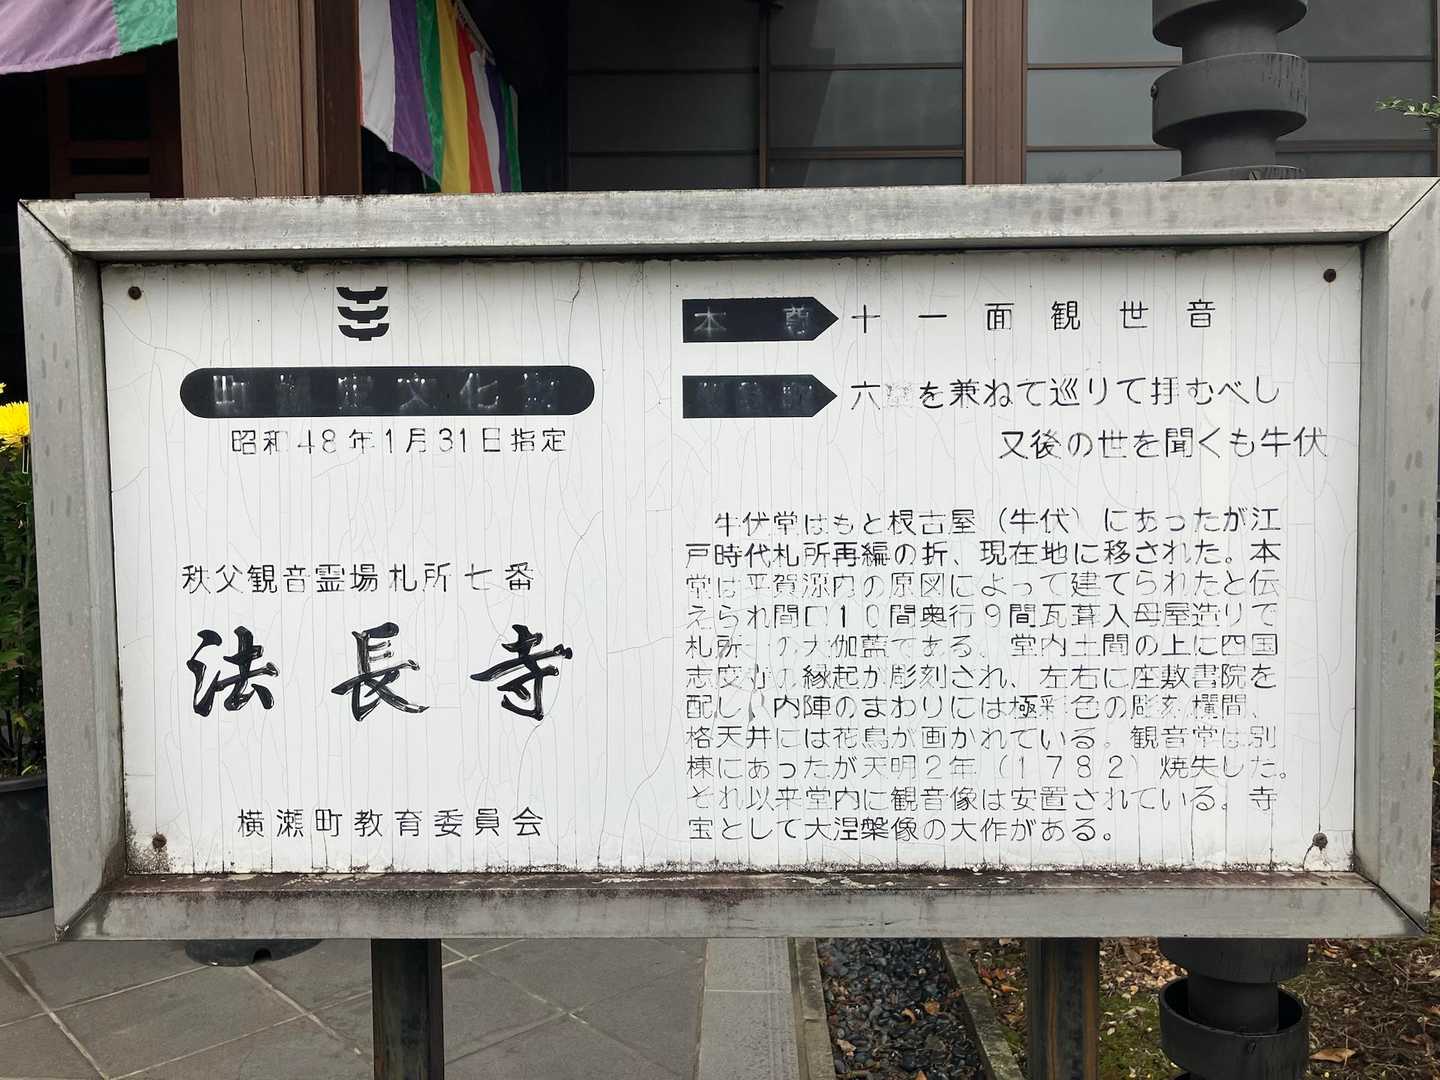 昭和48年1月31日指定
秩父観音霊場札所七番
法長寺
横瀬町教育委員会
本尊
十一面観世音
六 を兼ねて巡りて拝むべし
又後の世を聞くも牛伏
牛伏堂はもと根古屋（牛代）にあったが江
戸時代札所再編の折、現在地に移された。本
堂は平賀源内の原図によって建てられたと伝
えられ間口10間奥行9間瓦葺入母屋造りで
札所 の大伽藍である。堂内土間の上に四国
志度寺の縁起が彫刻され、左右に座敷書院を
配し、内陣のまわりには極彩色の彫刻欄間、
格天井には花鳥が画かれている。観音堂は別
棟にあったが天明2年（1782）焼失した。
それ以来堂内に観音像は安置されている。寺
宝として大涅槃像の大作がある。